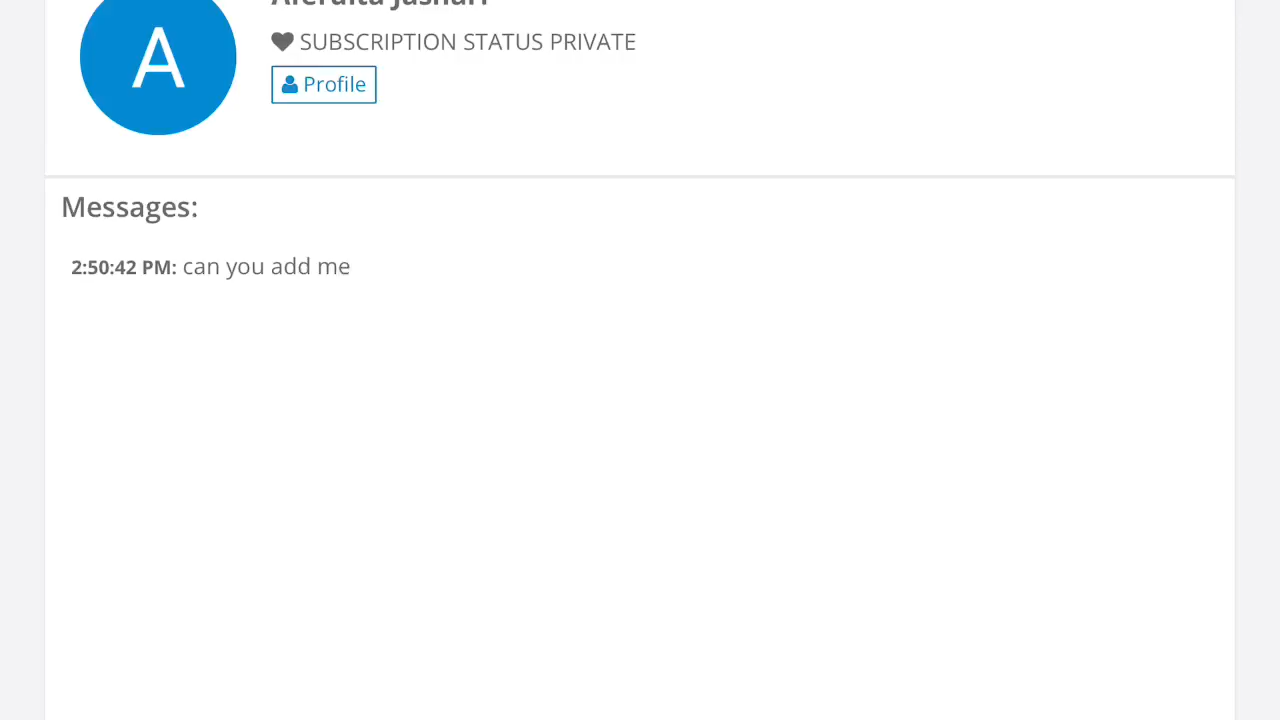 A
SUBSCRIPTION STATUS PRIVATE
Profile
Messages:
2:50:42 PM: can you add me